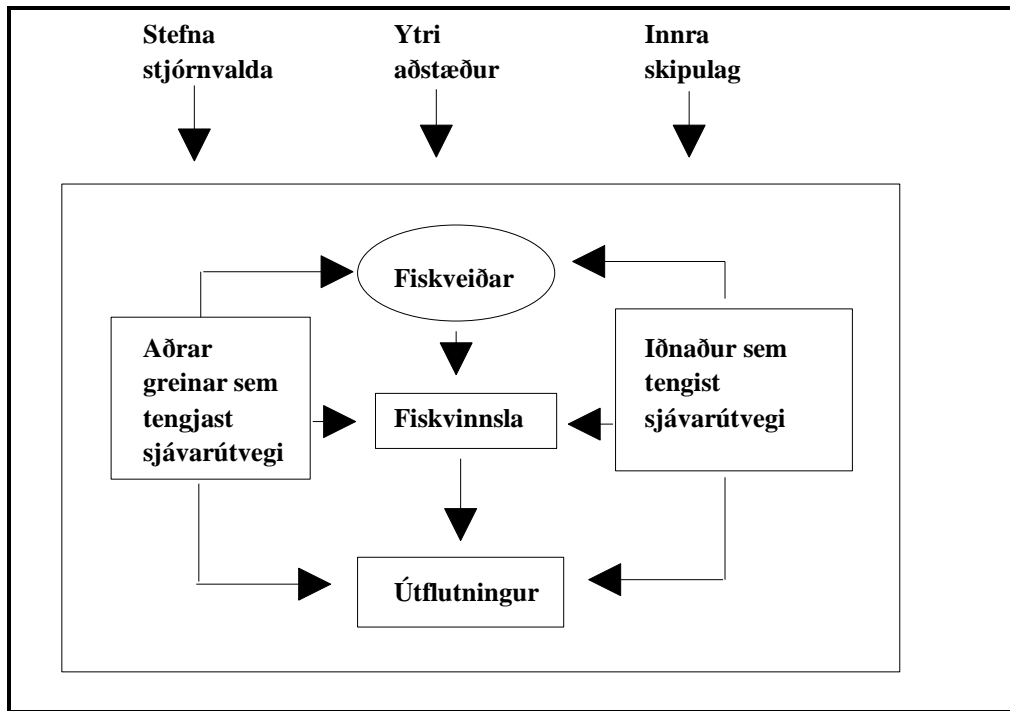 Stefna
stjórnvalda
Ytri
aðstæður
Innra
skipulag
Fiskveiðar
Aðrar
greinar sem
tengjast
sjávarútvegi
Iðnaður sem
tengist
sjávarútvegi
Fiskvinnsla
Útflutningur